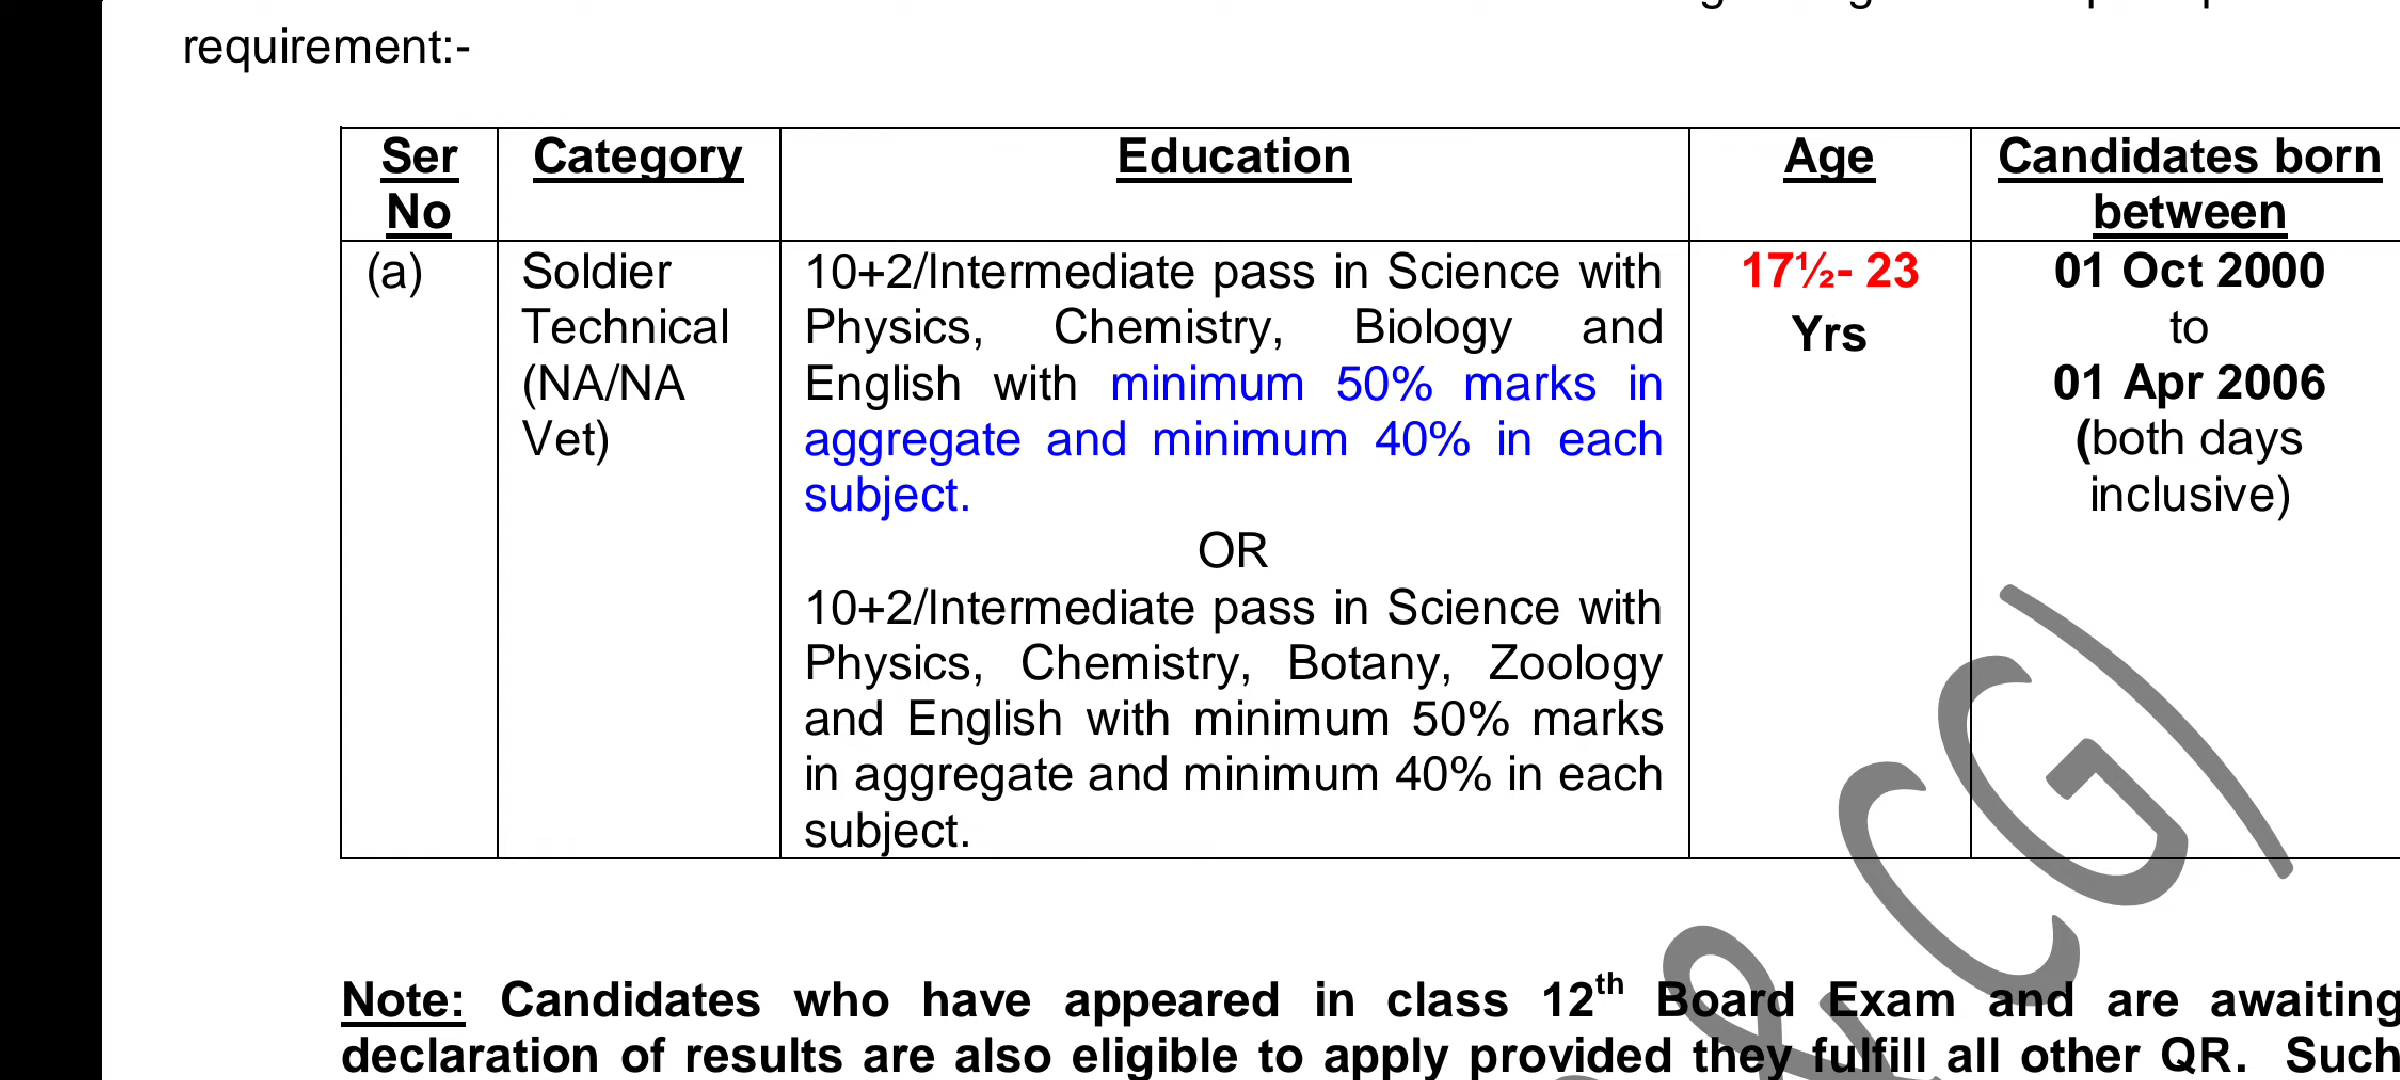 requirement:-
Ser No
Category
Education
Age
Candidates born between
(a)
Soldier
Technical
(NA/NA
Vet)
10+2/Intermediate pass in Science with
Physics, Chemistry, Biology and
English with minimum 50% marks in
aggregate and minimum 40% in each
subject.
OR
10+2/Intermediate pass in Science with
Physics, Chemistry, Botany, Zoology
and English with minimum 50% marks
in aggregate and minimum 40% in each
subject.
17½- 23
Yrs
01 Oct 2000
to
01 Apr 2006
(both days
inclusive)
& CG)
Note: Candidates who have appeared in class 12th Board Exam and are awaiting
declaration of results are also eligible to apply provided they fulfill all other QR. Such